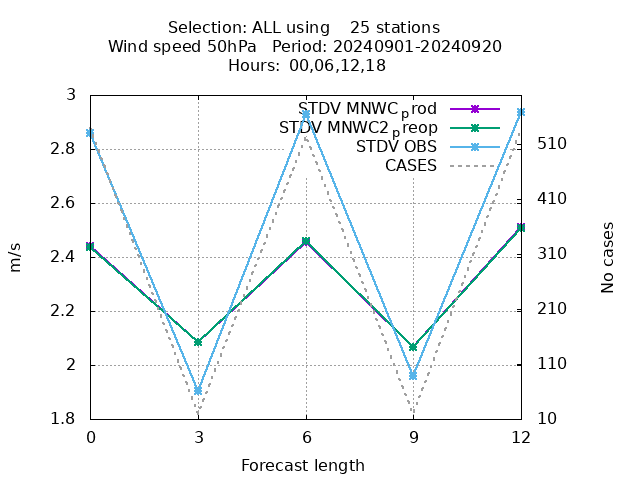 Selection: ALL using    25 stations
Wind speed 50hPa   Period: 20240901-20240920
Hours:  00,06,12,18
STDV MNWC_prod
STDV MNWC2_preop
STDV OBS
CASES
3
2.8
2.6
2.4
2.2
2
1.8
m/s
510
410
310
210
110
10
No cases
0 3 6 9 12
Forecast length